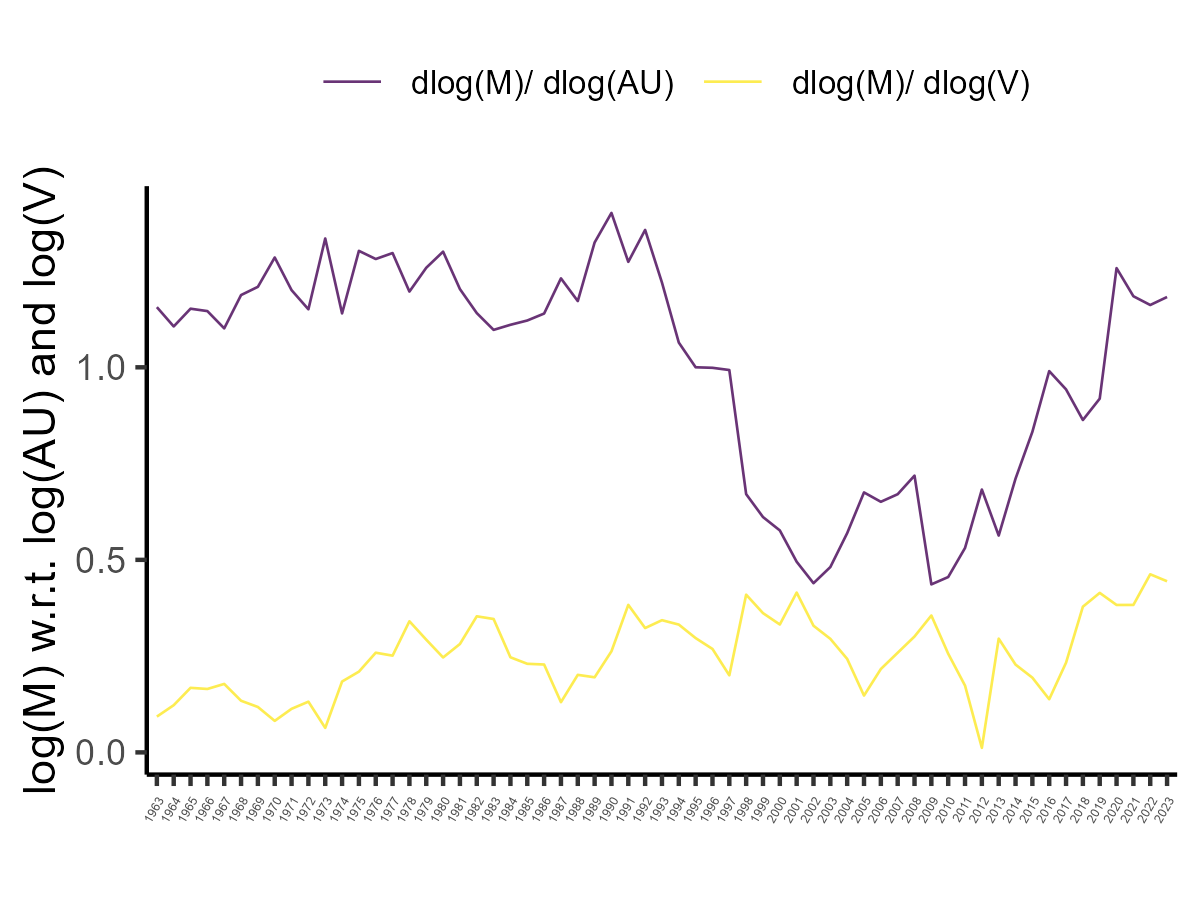 dlog(M)/ dlog(AU) dlog(M)/ dlog(V)
log(M) w.r.t. log(AU) and log(V)
1.0
0.5
0.0
1963 1964 1965 1966 1967 1968 1969 1970 1971 1972 1973 1974 1975 1976 1977 1978 1979 1980 1981 1982 1983 1984 1985 1986 1987 1988 1989 1990 1991 1992 1993 1994 1995 1996 1997 1998 1999 2000 2001 2002 2003 2004 2005 2006 2007 2008 2009 2010 2011 2012 2013 2014 2015 2016 2017 2018 2019 2020 2021 2022 2023